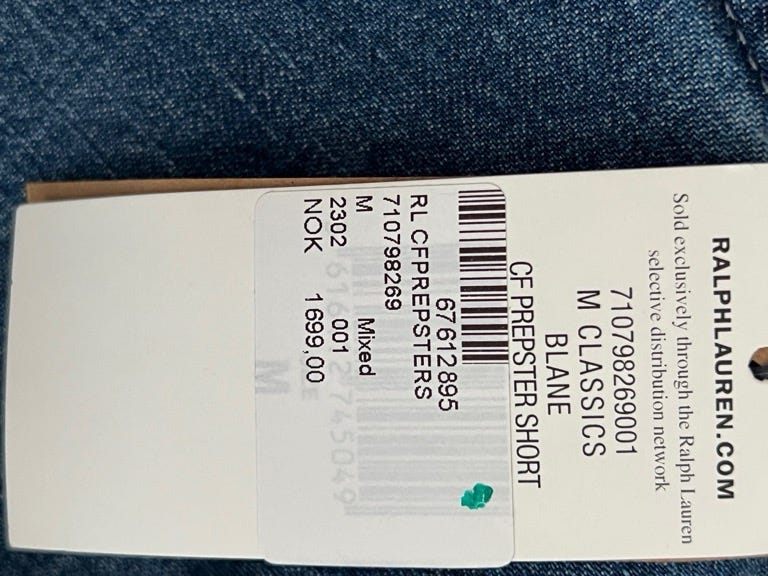 RALPHLAUREN.COM
Sold exclusively through the Ralph Lauren
selective distribution network
710798269001
M CLASSICS
BLANE
CF PREPSTER SHORT
67612895
RL CFPREPSTERS
710798269
M Mixed
2302 001
NOK 1699,00
M